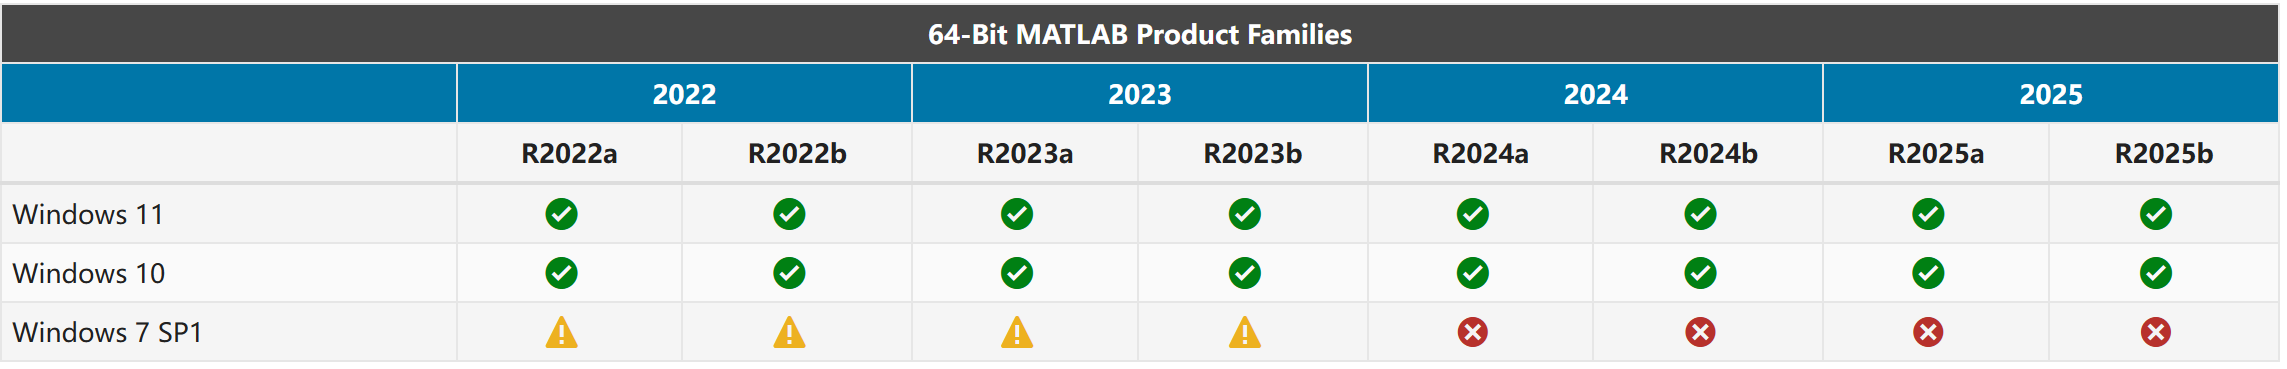 64-Bit MATLAB Product Families
2022 2023 2024 2025
R2022a R2022b R2023a R2023b R2024a R2024b R2025a R2025b
Windows 11
Windows 10
Windows 7 SP1